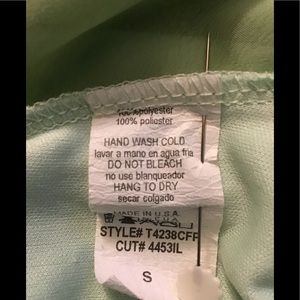 100% polyester
100% poliester
HAND WASH COLD
lavar a mano en agua fria
DO NOT BLEACH
no use blanqueador
HANG TO DRY
secar colgado
MADE IN U.S.A.
STYLE# T4238CFF
CUT# 4453IL
S